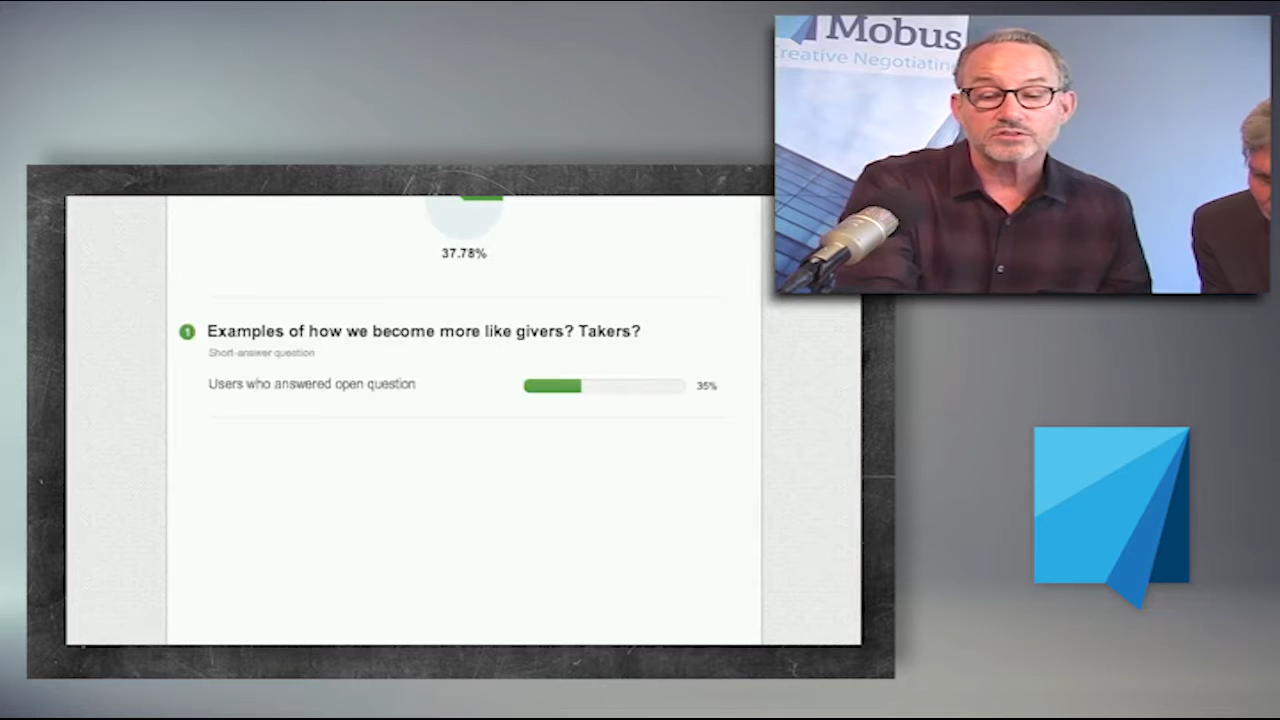 Mobus
Creative Negotiating
37.78%
1
Examples of how we become more like givers? Takers?
Short-answer question
Users who answered open question
35%